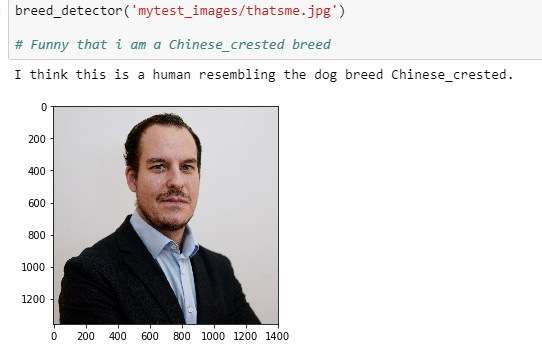 breed_detector('mytest_images/thatsme.jpg')
# Funny that i am a Chinese_crested breed
I think this is a human resembling the dog breed Chinese_crested.
0
200
400
600
800
1000
1200
0 200 400 600 800 1000 1200 1400